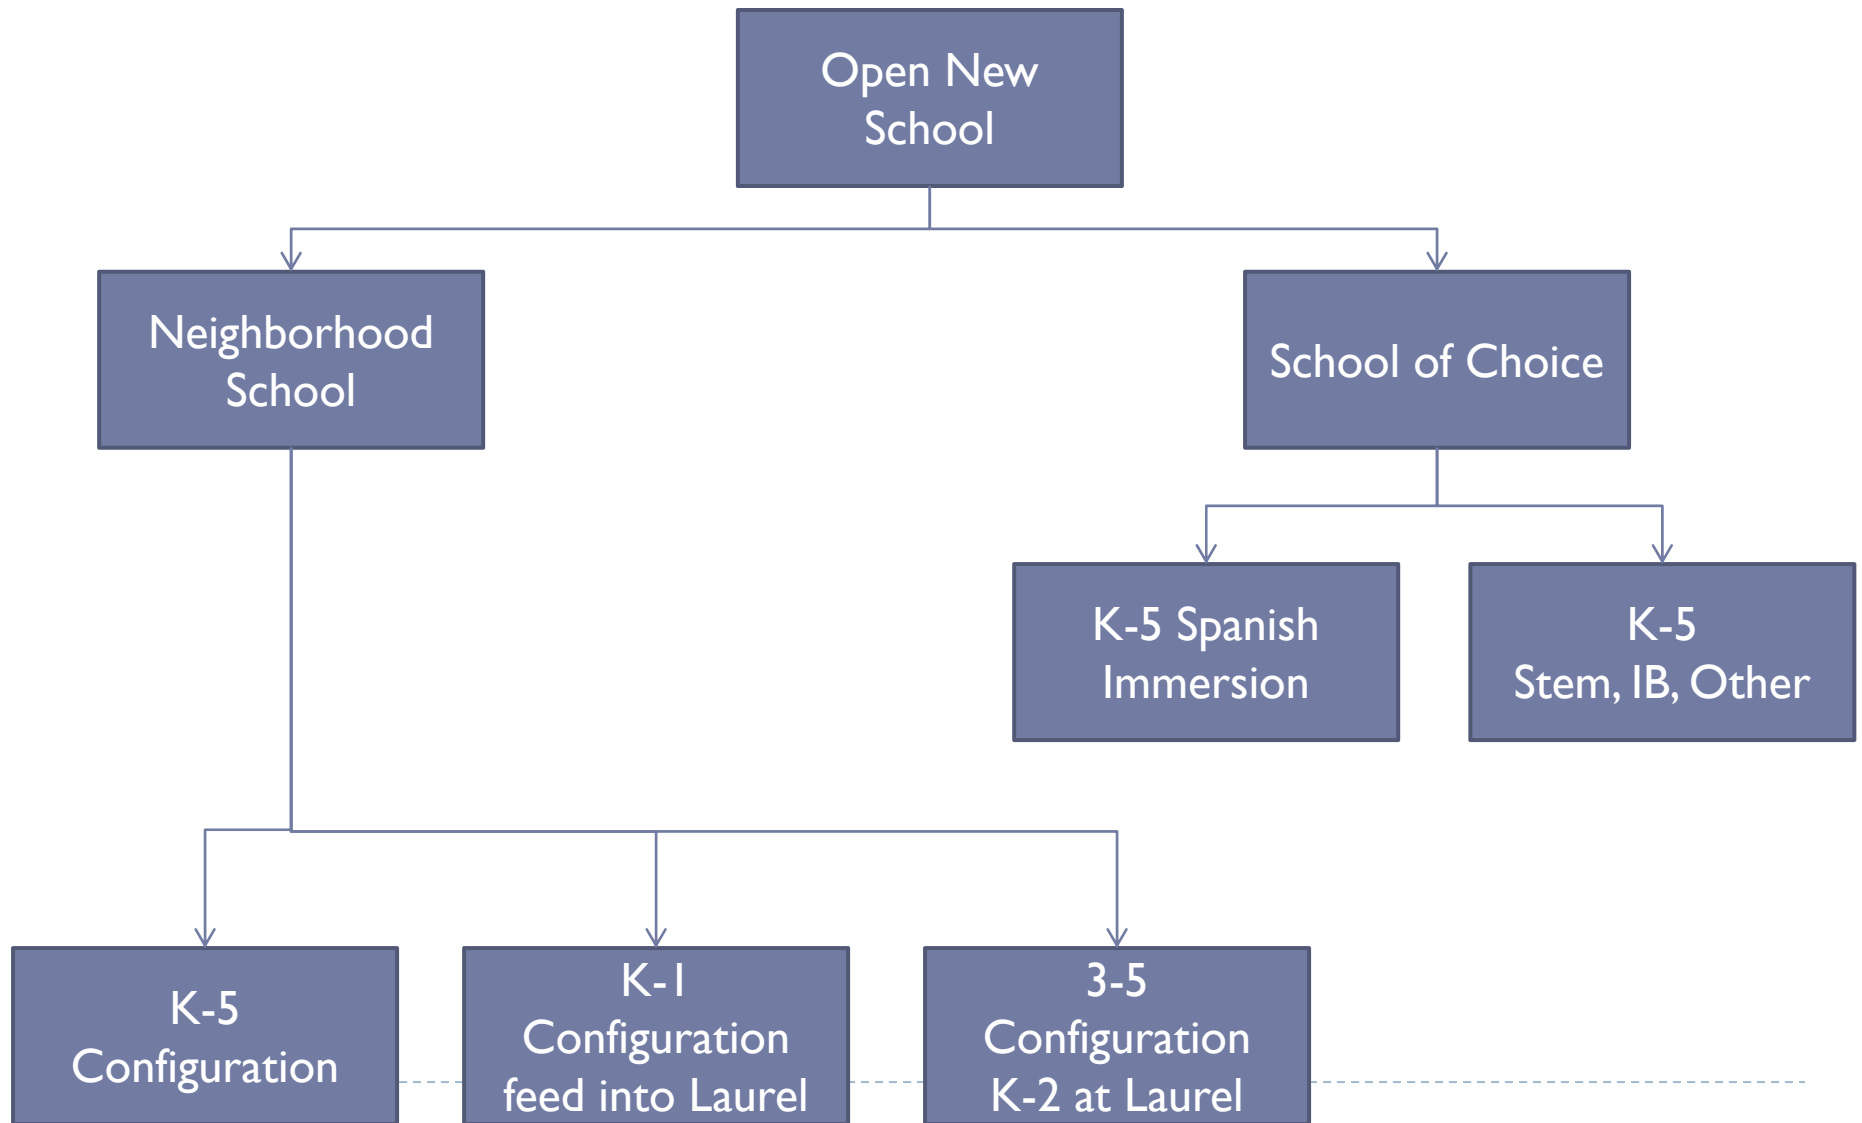 Open New
School
Neighborhood
School
School of Choice
K-5 Spanish
Immersion
K-5
Stem, IB, Other
K-5
Configuration
K-1
Configuration
feed into Laurel
3-5
Configuration
K-2 at Laurel